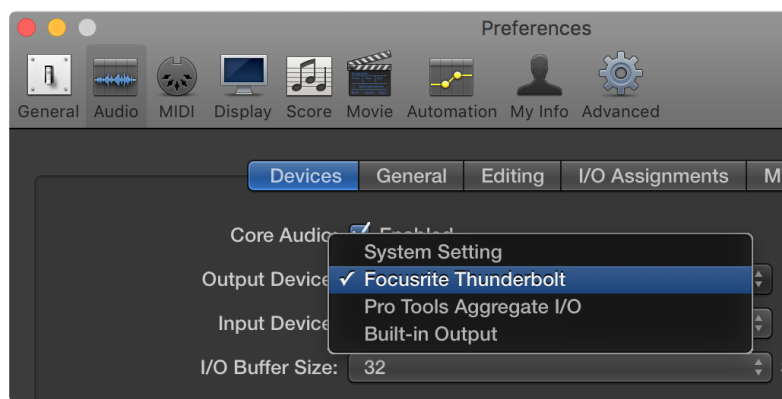 Preferences
General Audio MIDI Display Score Movie Automation My Info Advanced
Devices General Editing I/O Assignments M
Core Audio: Enabled
System Setting
Output Device ✓ Focusrite Thunderbolt
Pro Tools Aggregate I/O
Input Device
Built-in Output
I/O Buffer Size: 32